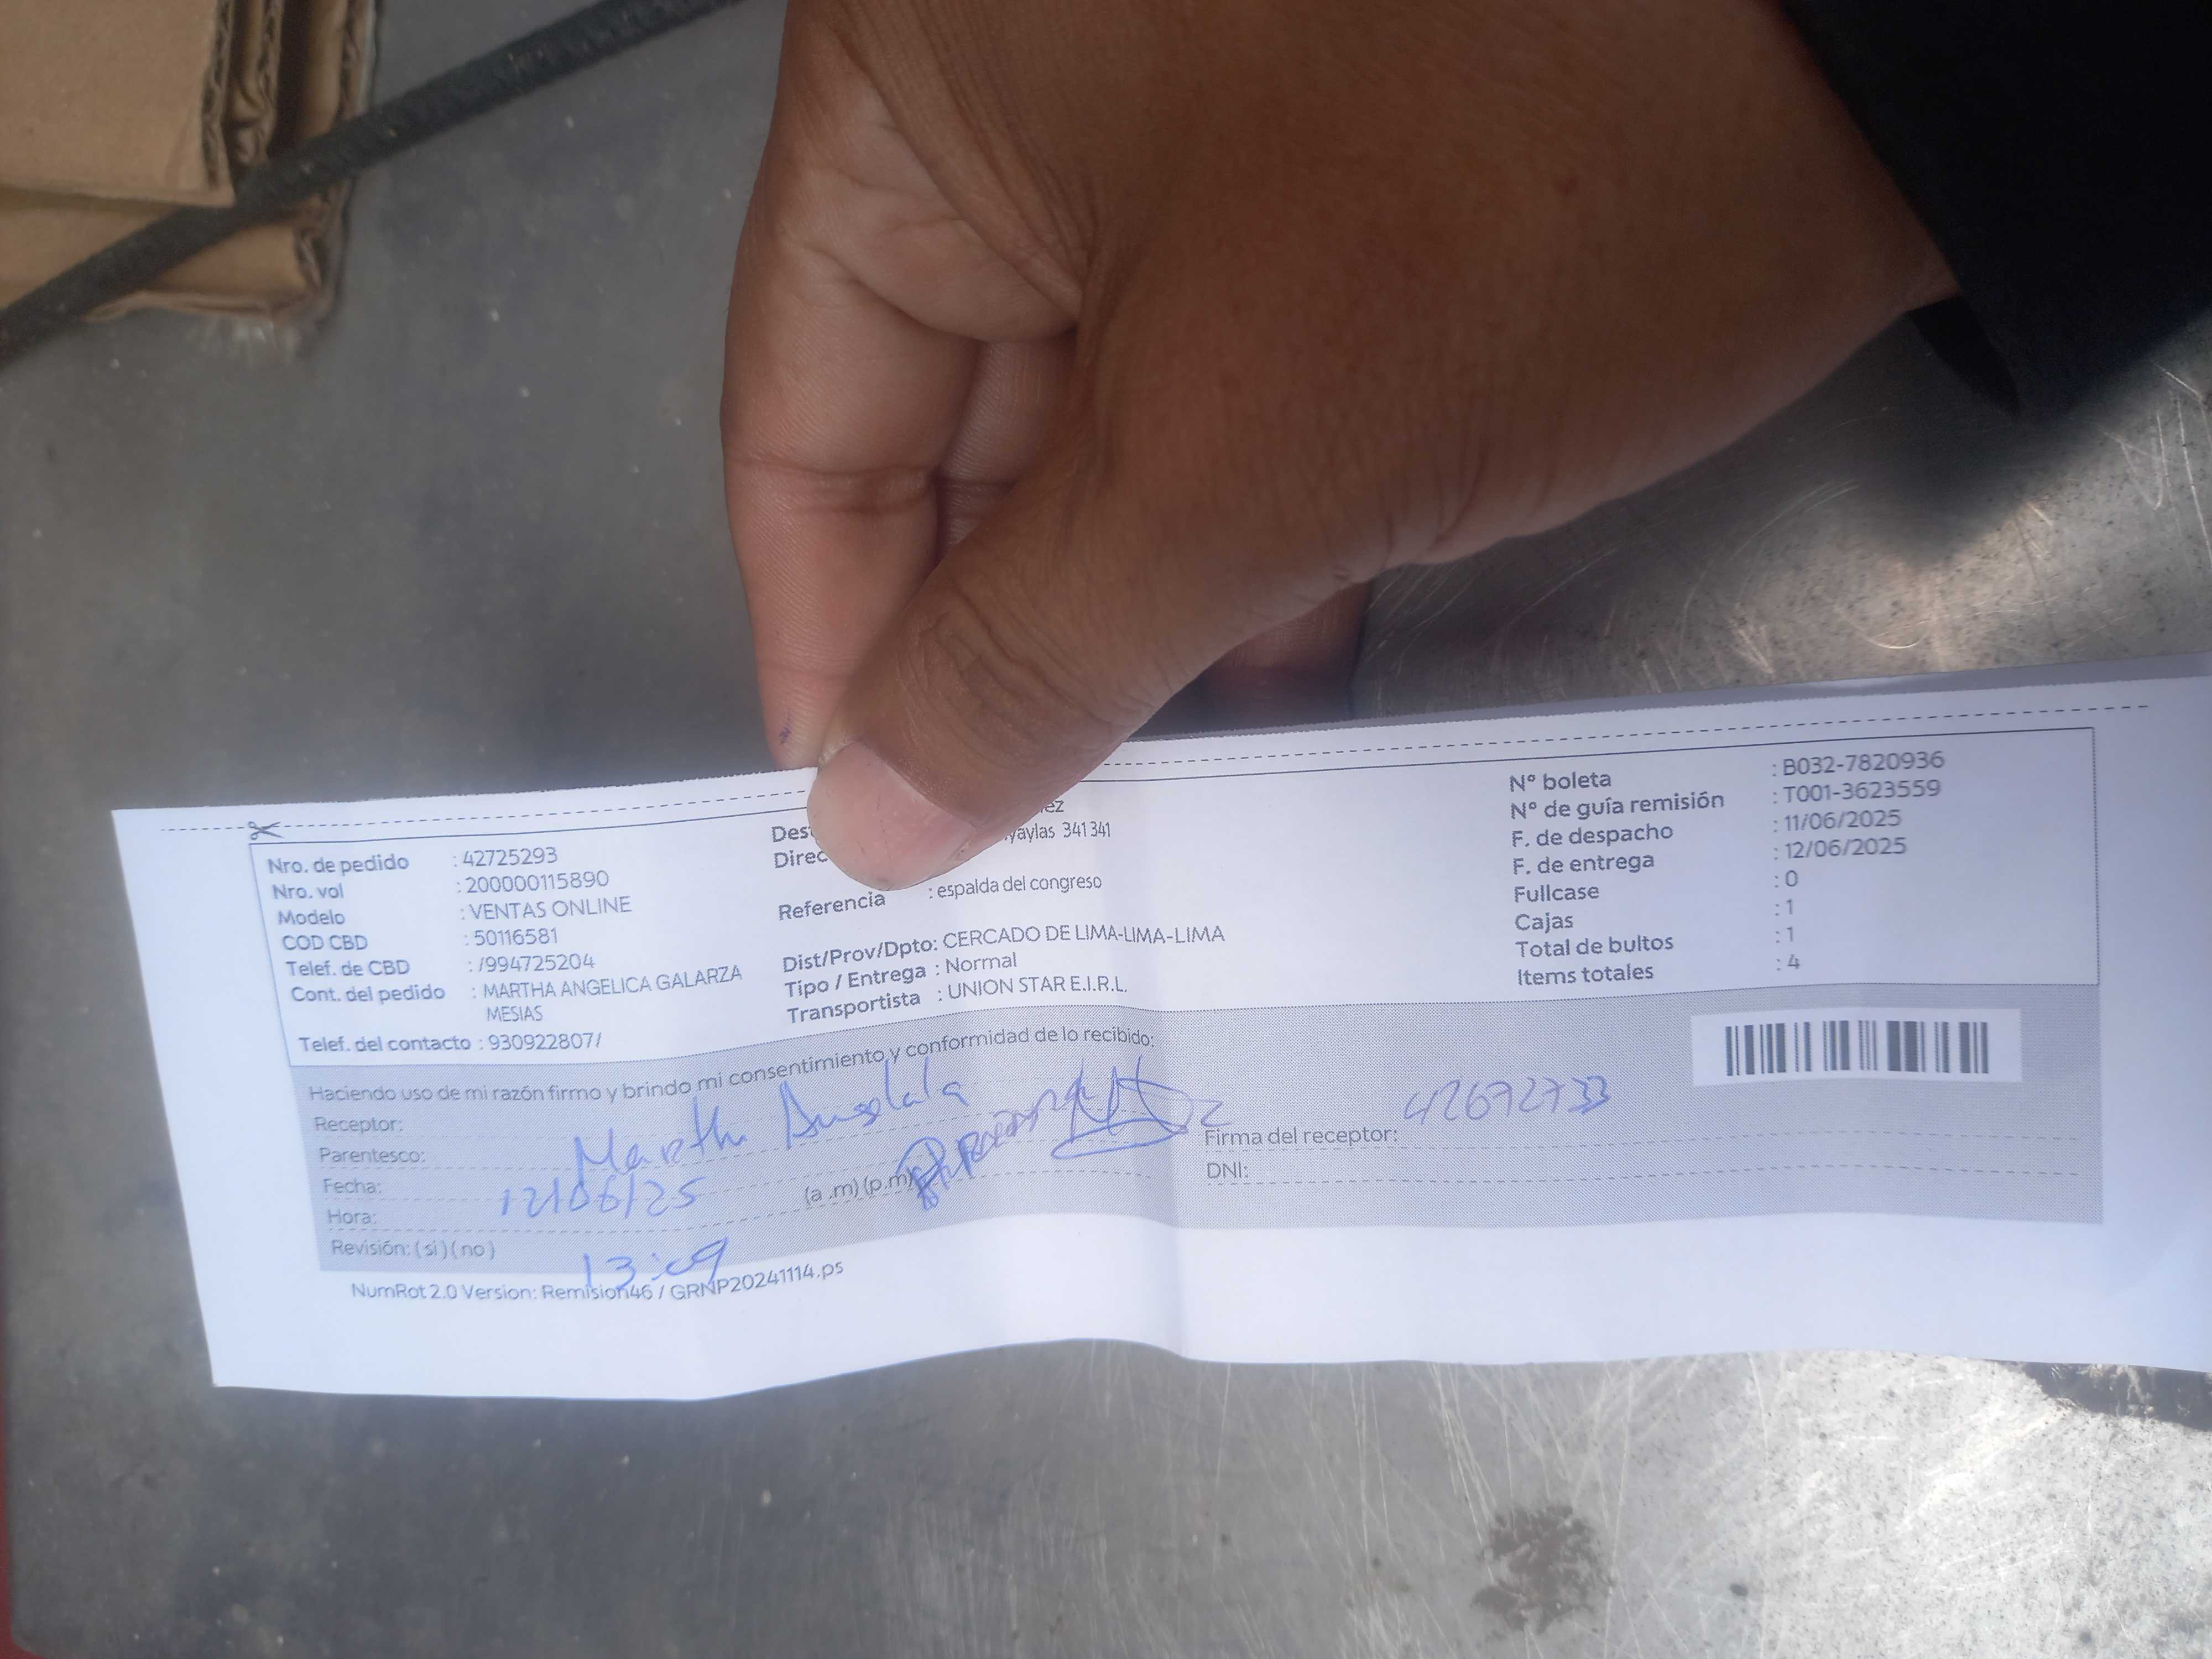 Nro. de pedido : 42725293
Nro. vol : 200000115890
Modelo : VENTAS ONLINE
COD CBD : 50116581
Telef. de CBD : /994725204
Cont. del pedido : MARTHA ANGELICA GALARZA
MESIAS
Telef. del contacto : 930922807/
Referencia : espalda del congreso
Dist/Prov/Dpto: CERCADO DE LIMA-LIMA-LIMA
Tipo / Entrega : Normal
Transportista : UNION STAR E.I.R.L.
N° boleta : B032-7820936
N° de guía remisión : T001-3623559
F. de despacho : 11/06/2025
F. de entrega : 12/06/2025
Fullcase : 0
Cajas : 1
Total de bultos : 1
Items totales : 4
Haciendo uso de mi razón firmo y brindo mi consentimiento y conformidad de lo recibido:
Receptor:
Parentesco:
Fecha: 12/06/25
Hora: (a .m) (p.m)
Revisión: ( si ) ( no )
13:09
Firma del receptor: 42672733
DNI:
NumRot 2.0 Version: Remision46 / GRNP20241114.ps